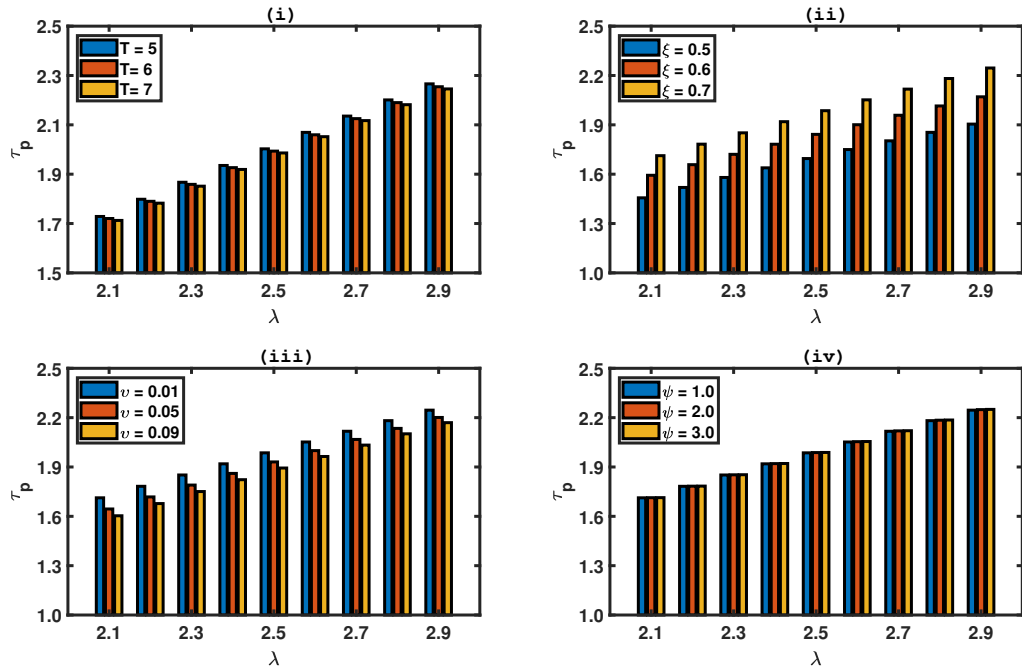 (i)
2.5
2.3
2.1
1.9
1.7
1.5
τp
T = 5
T = 6
T= 7
2.1 2.3 2.5 2.7 2.9
λ
(ii)
2.5
2.2
1.9
1.6
1.3
1.0
τp
ξ = 0.5
ξ = 0.6
ξ = 0.7
2.1 2.3 2.5 2.7 2.9
λ
(iii)
2.5
2.2
1.9
1.6
1.3
1.0
τp
υ = 0.01
υ = 0.05
υ = 0.09
2.1 2.3 2.5 2.7 2.9
λ
(iv)
2.5
2.2
1.9
1.6
1.3
1.0
τp
ψ = 1.0
ψ = 2.0
ψ = 3.0
2.1 2.3 2.5 2.7 2.9
λ